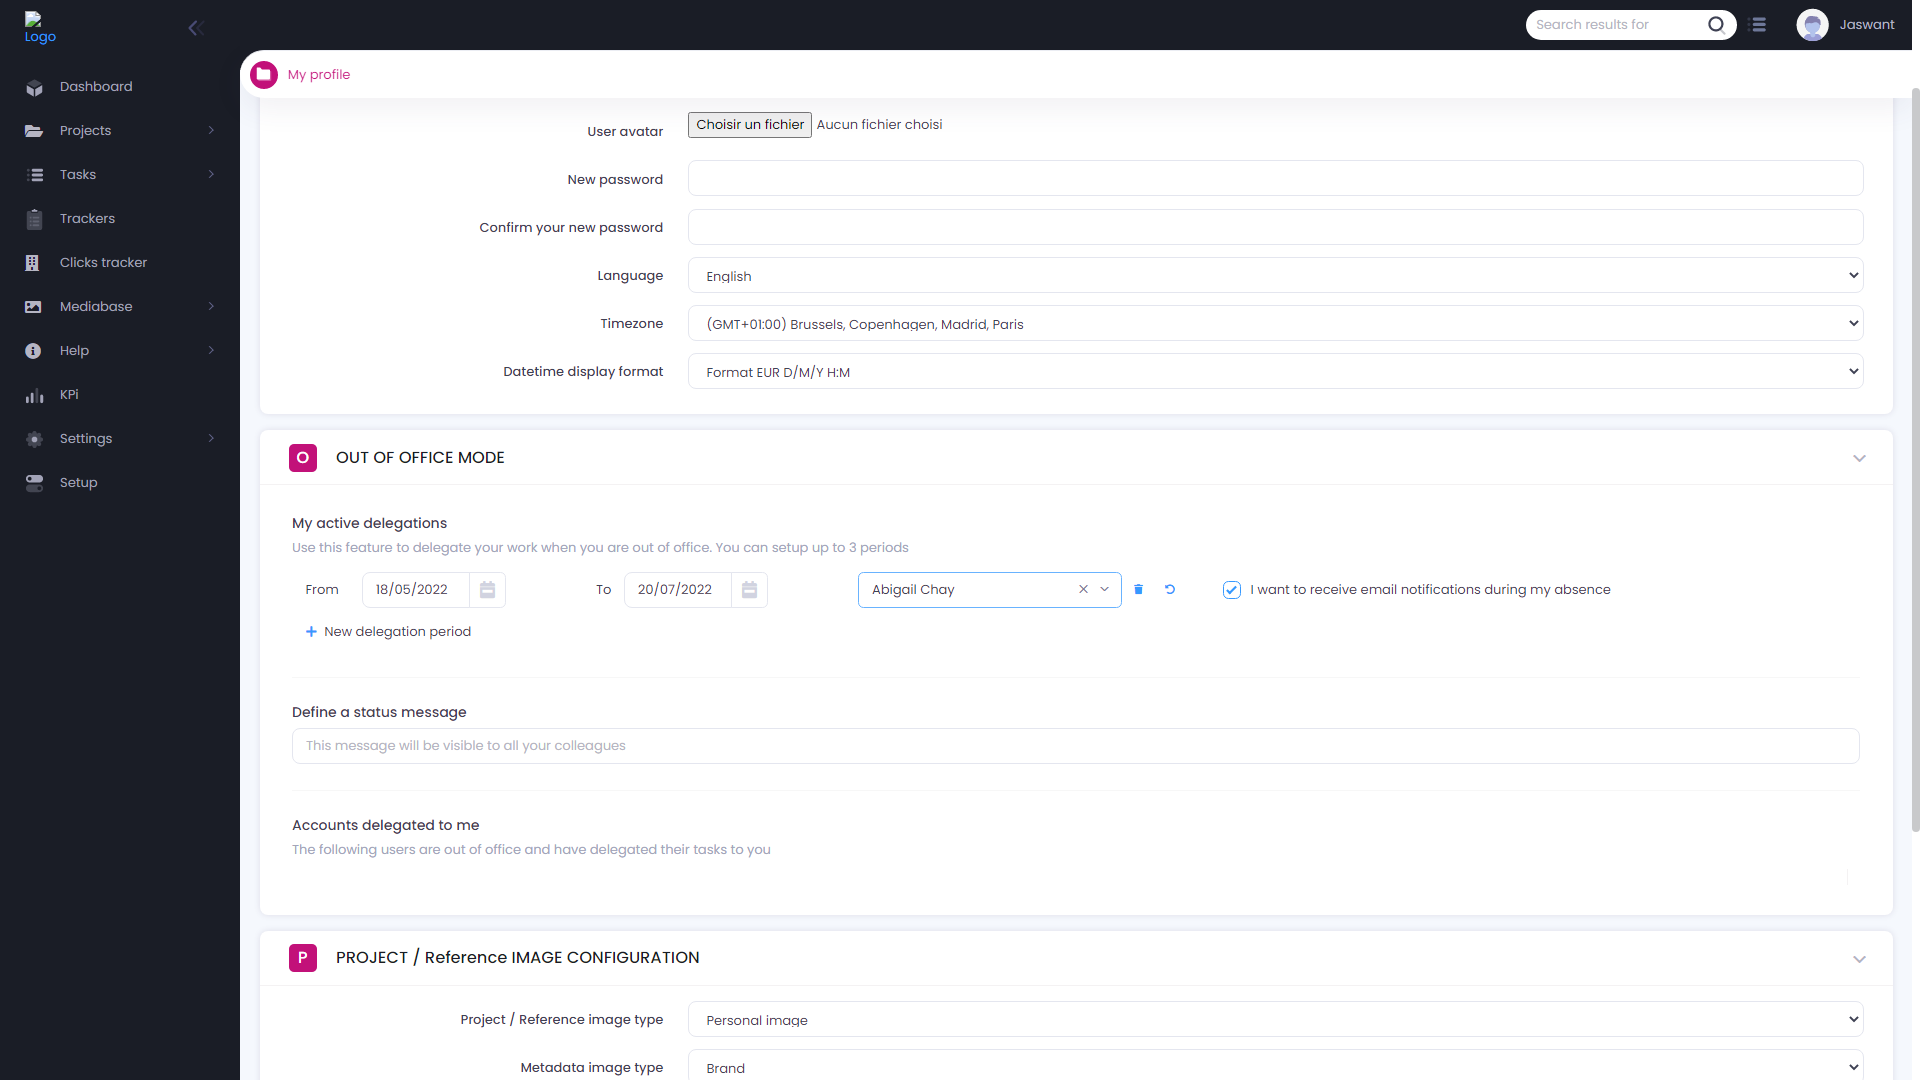 Logo
Search results for
Jaswant
Dashboard
Projects
Tasks
Trackers
Clicks tracker
Mediabase
Help
KPi
Settings
Setup
My profile
User avatar
Choisir un fichier Aucun fichier choisi
New password
Confirm your new password
Language
English
Timezone
(GMT+01:00) Brussels, Copenhagen, Madrid, Paris
Datetime display format
Format EUR D/M/Y H:M
O OUT OF OFFICE MODE
My active delegations
Use this feature to delegate your work when you are out of office. You can setup up to 3 periods
From 18/05/2022 To 20/07/2022 Abigail Chay I want to receive email notifications during my absence
+ New delegation period
Define a status message
This message will be visible to all your colleagues
Accounts delegated to me
The following users are out of office and have delegated their tasks to you
P PROJECT / Reference IMAGE CONFIGURATION
Project / Reference image type
Personal image
Metadata image type
Brand